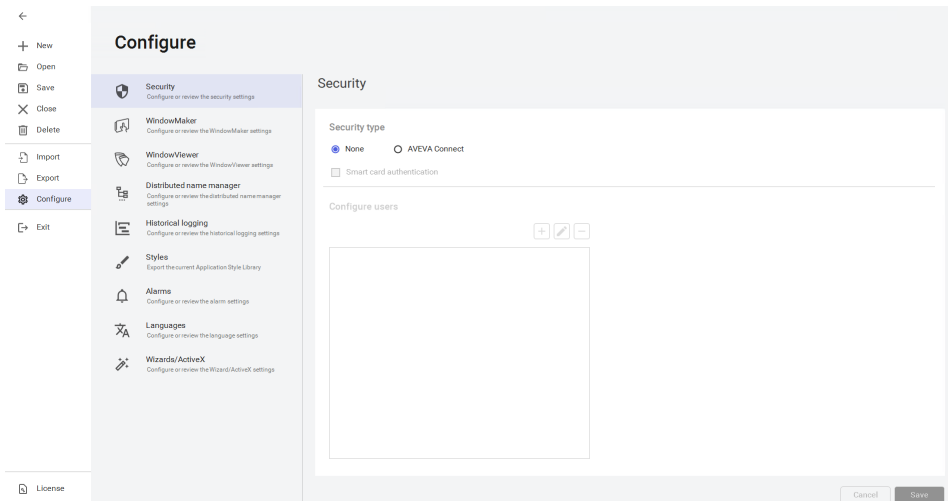 New
Open
Save
Close
Delete
Import
Export
Configure
Exit
License
Configure
Security
Configure or review the security settings
WindowMaker
Configure or review the WindowMaker settings
WindowViewer
Configure or review the WindowViewer settings
Distributed name manager
Configure or review the distributed name manager
settings
Historical logging
Configure or review the historical logging settings
Styles
Export the current Application Style Library
Alarms
Configure or review the alarm settings
Languages
Configure or review the language settings
Wizards/ActiveX
Configure or review the Wizard/ActiveX settings
Security
Security type
None AVEVA Connect
Smart card authentication
Configure users
Cancel Save